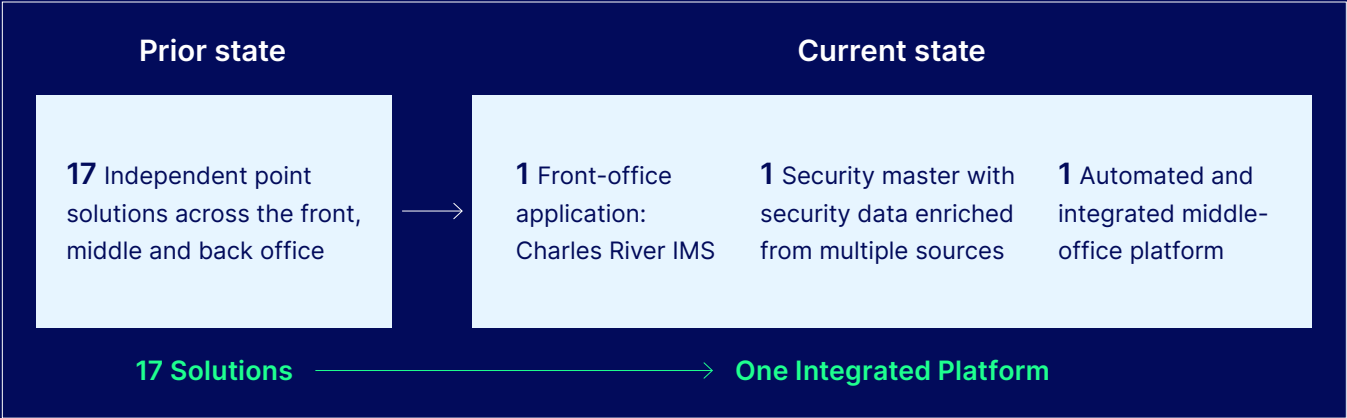 Prior state
Current state
17 Independent point
solutions across the front,
middle and back office
1 Front-office
application:
Charles River IMS
1 Security master with
security data enriched
from multiple sources
1 Automated and
integrated middle-
office platform
17 Solutions
One Integrated Platform